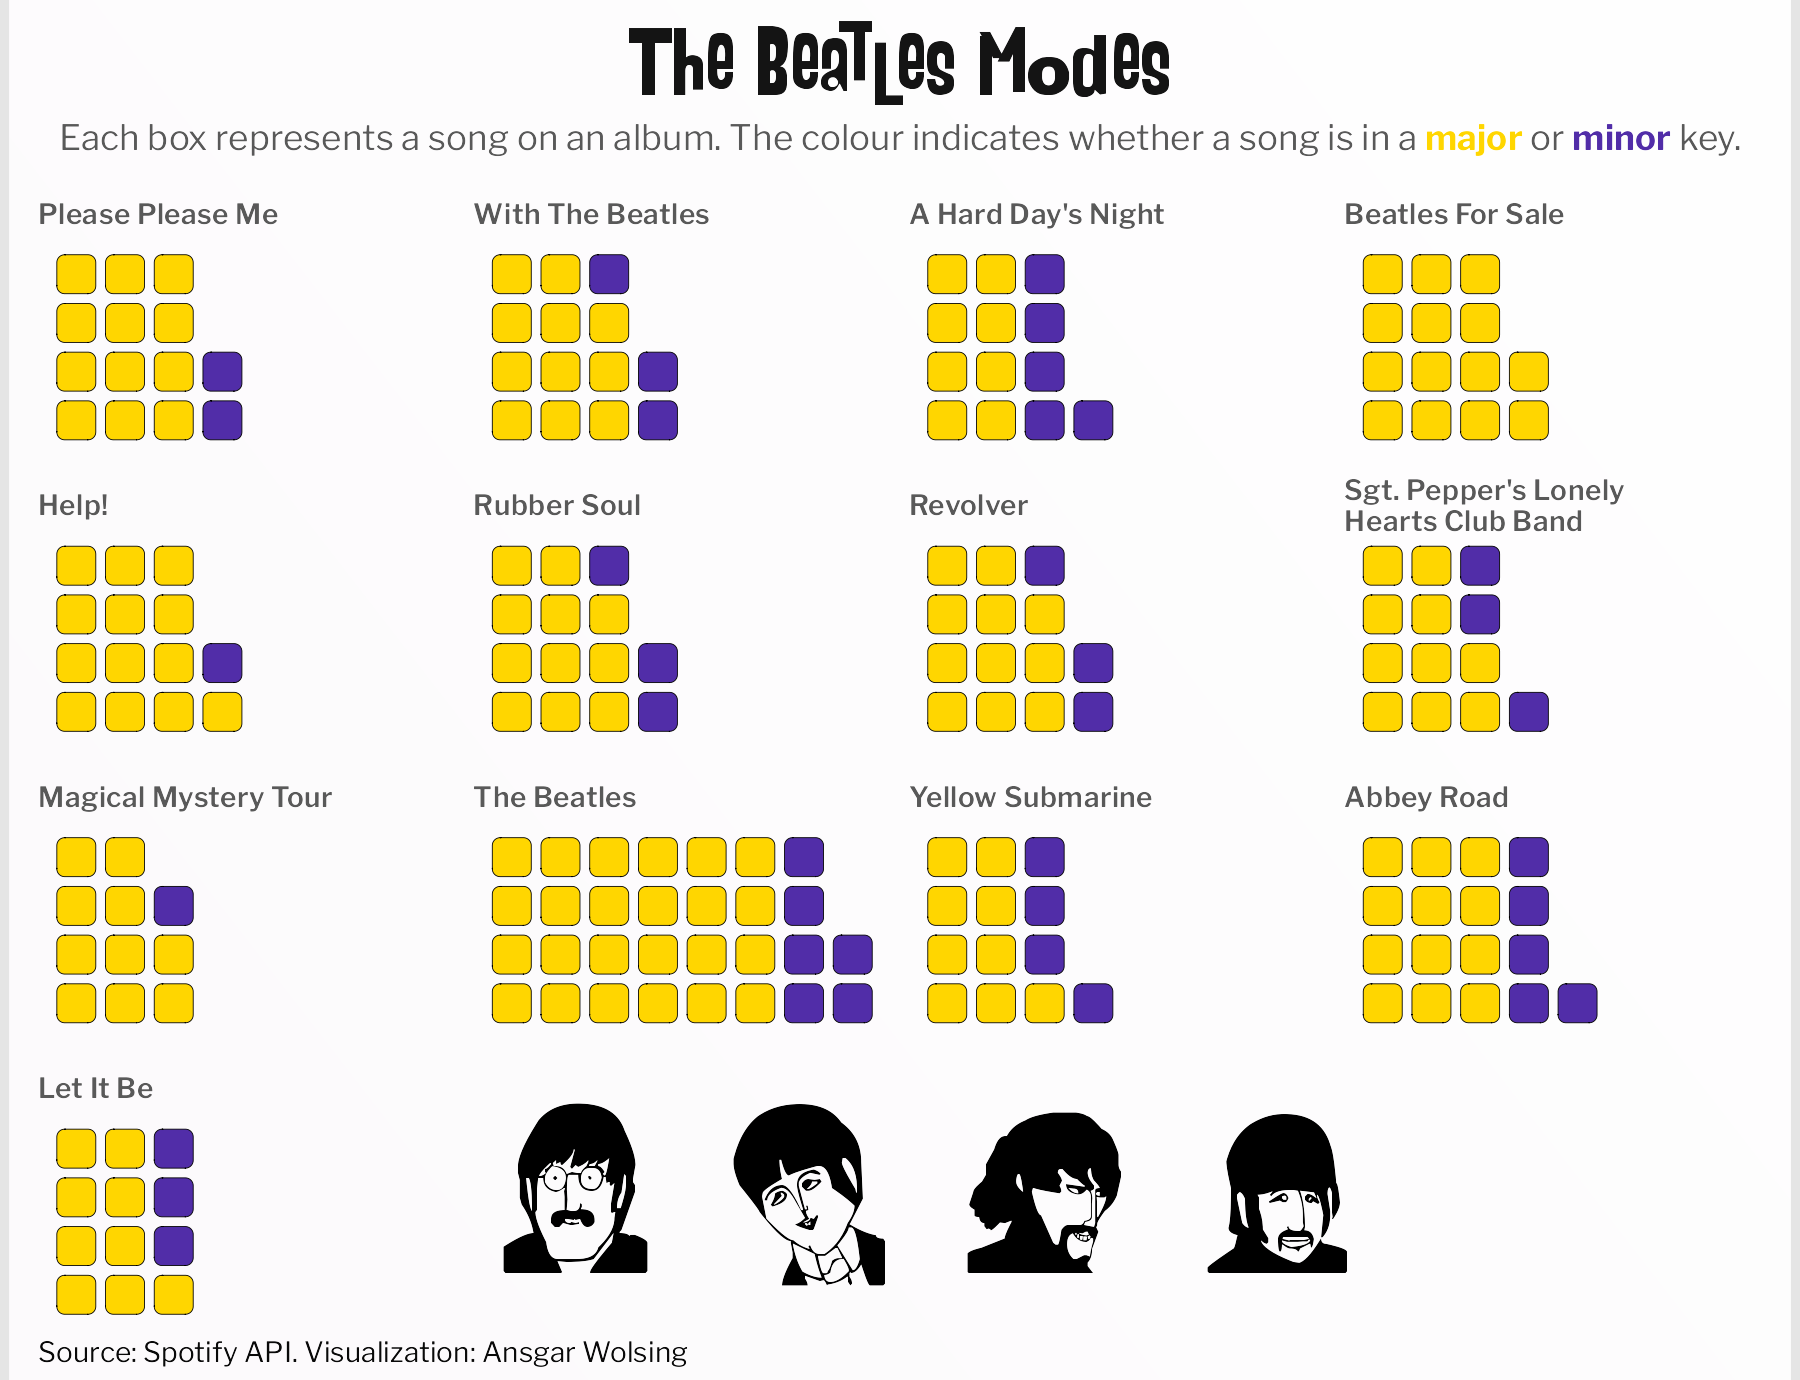 The Beatles Modes
Each box represents a song on an album. The colour indicates whether a song is in a major or minor key.
Please Please Me
With The Beatles
A Hard Day's Night
Beatles For Sale
Help!
Rubber Soul
Revolver
Sgt. Pepper's Lonely
Hearts Club Band
Magical Mystery Tour
The Beatles
Yellow Submarine
Abbey Road
Let It Be
Source: Spotify API. Visualization: Ansgar Wolsing